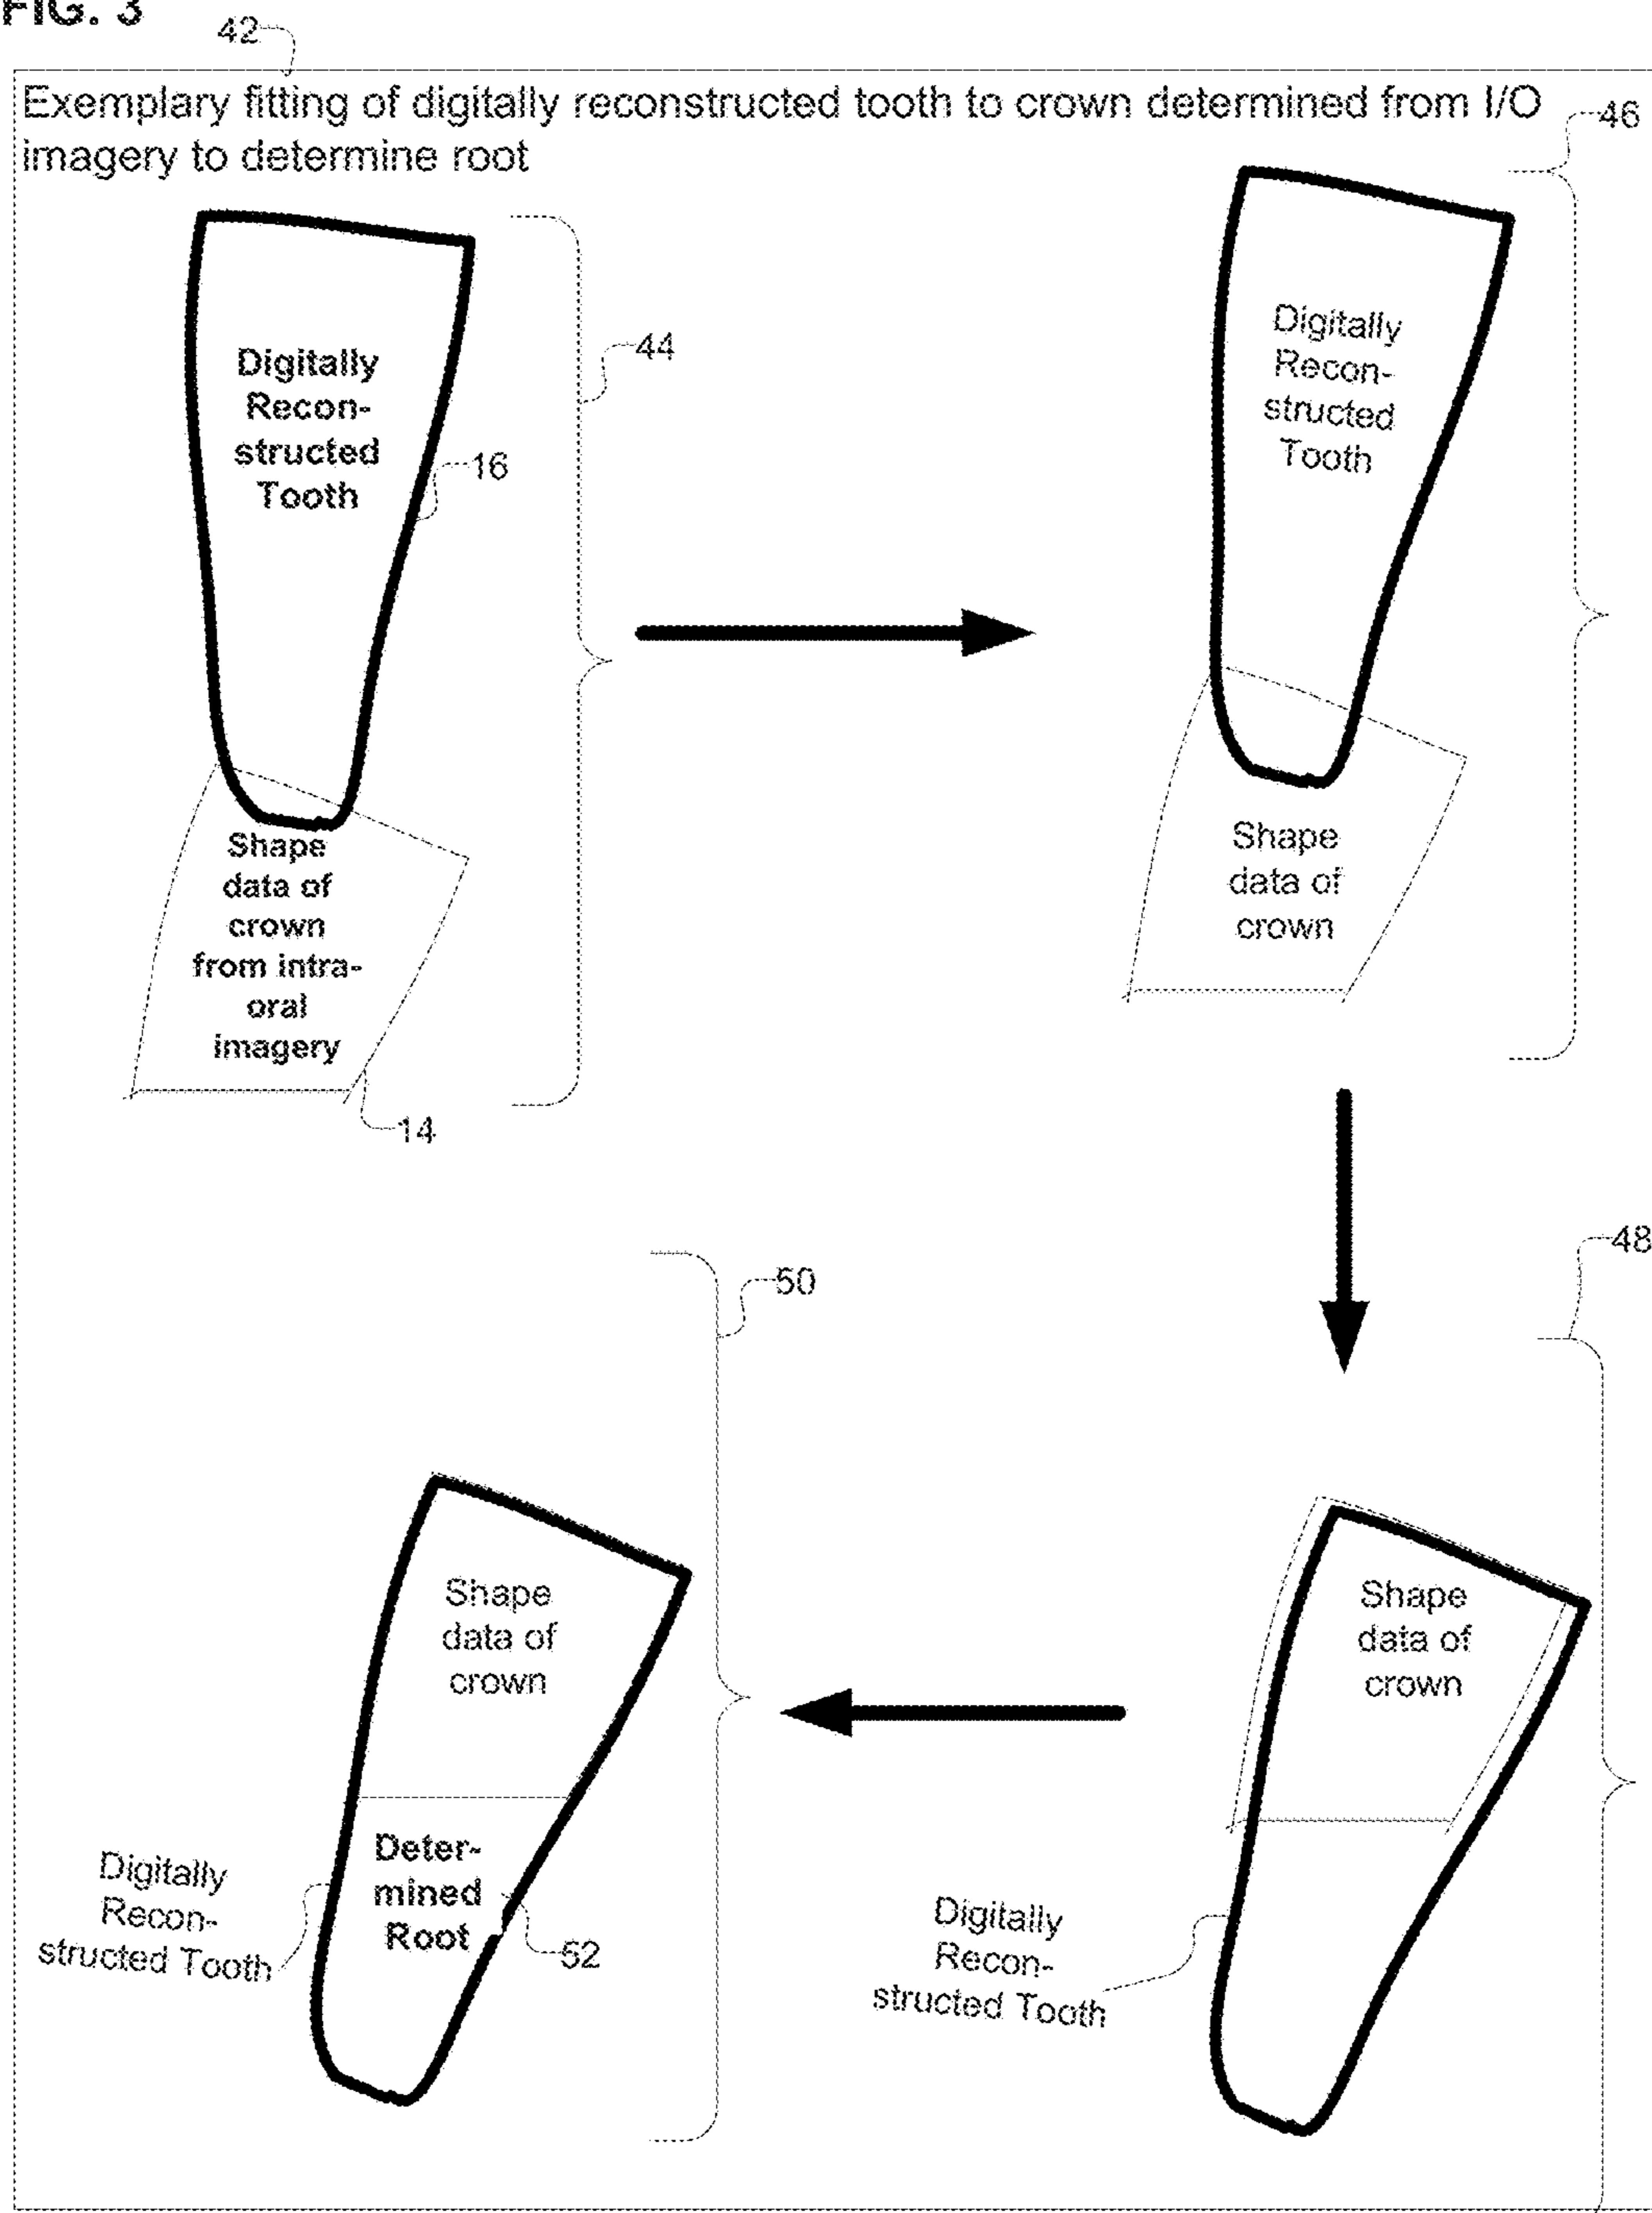 FIG. 3
42
Exemplary fitting of digitally reconstructed tooth to crown determined from I/O
imagery to determine root
46
Digitally
Recon-
structed
Tooth
44
16
Shape
data of
crown
from intra-
oral
imagery
14
Digitally
Recon-
structed
Tooth
Shape
data of
crown
50
48
Shape
data of
crown
Deter-
mined
Root
52
Digitally
Recon-
structed Tooth
Shape
data of
crown
Digitally
Recon-
structed Tooth